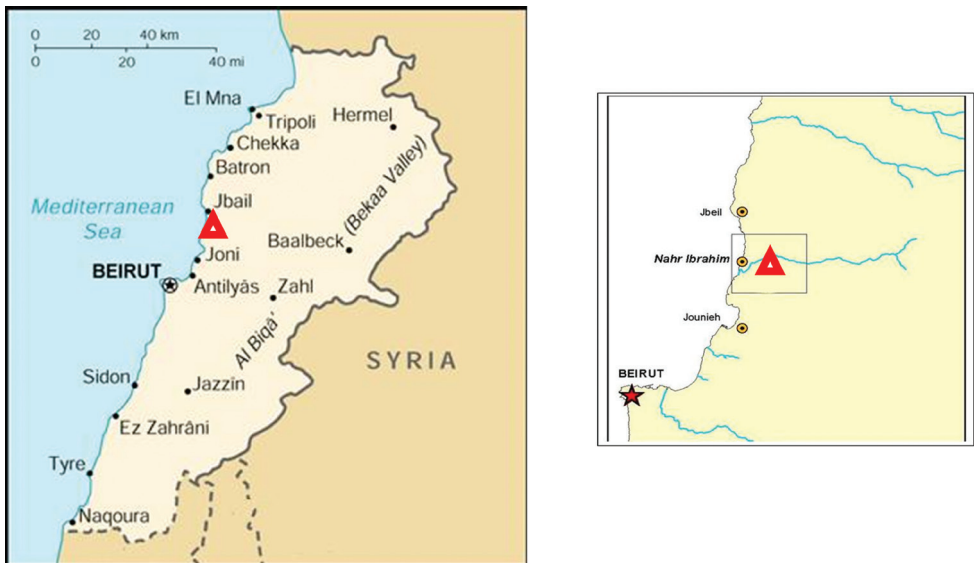 0 20 40 km
0 20 40 mi
El Mna
Tripoli
Hermel
Chekka
Batron
(Bekaa Valley)
Jbail
Mediterranean
Sea
Baalbeck
Joni
BEIRUT
Antilyâs
Zahl
Al Biqâ'
SYRIA
Sidon
Jazzîn
Ez Zahrâni
Tyre
Naqoura
Jbeil
Nahr Ibrahim
Jounieh
BEIRUT